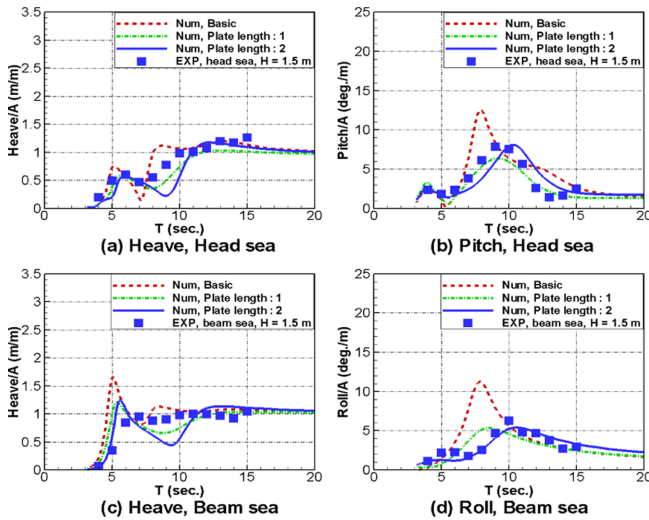 3.5
3
2.5
2
1.5
1
0.5
0
Heave/A (m/m)
Num, Basic
Num, Plate length : 1
Num, Plate length : 2
EXP, head sea, H = 1.5 m
0 5 10 15 20
T (sec.)
(a) Heave, Head sea
25
20
15
10
5
0
Pitch/A (deg./m)
Num, Basic
Num, Plate length : 1
Num, Plate length : 2
EXP, head sea, H = 1.5 m
0 5 10 15 20
T (sec.)
(b) Pitch, Head sea
3.5
3
2.5
2
1.5
1
0.5
0
Heave/A (m/m)
Num, Basic
Num, Plate length : 1
Num, Plate length : 2
EXP, beam sea, H = 1.5 m
0 5 10 15 20
T (sec.)
(c) Heave, Beam sea
25
20
15
10
5
0
Roll/A (deg./m)
Num, Basic
Num, Plate length : 1
Num, Plate length : 2
EXP, beam sea, H = 1.5 m
0 5 10 15 20
T (sec.)
(d) Roll, Beam sea